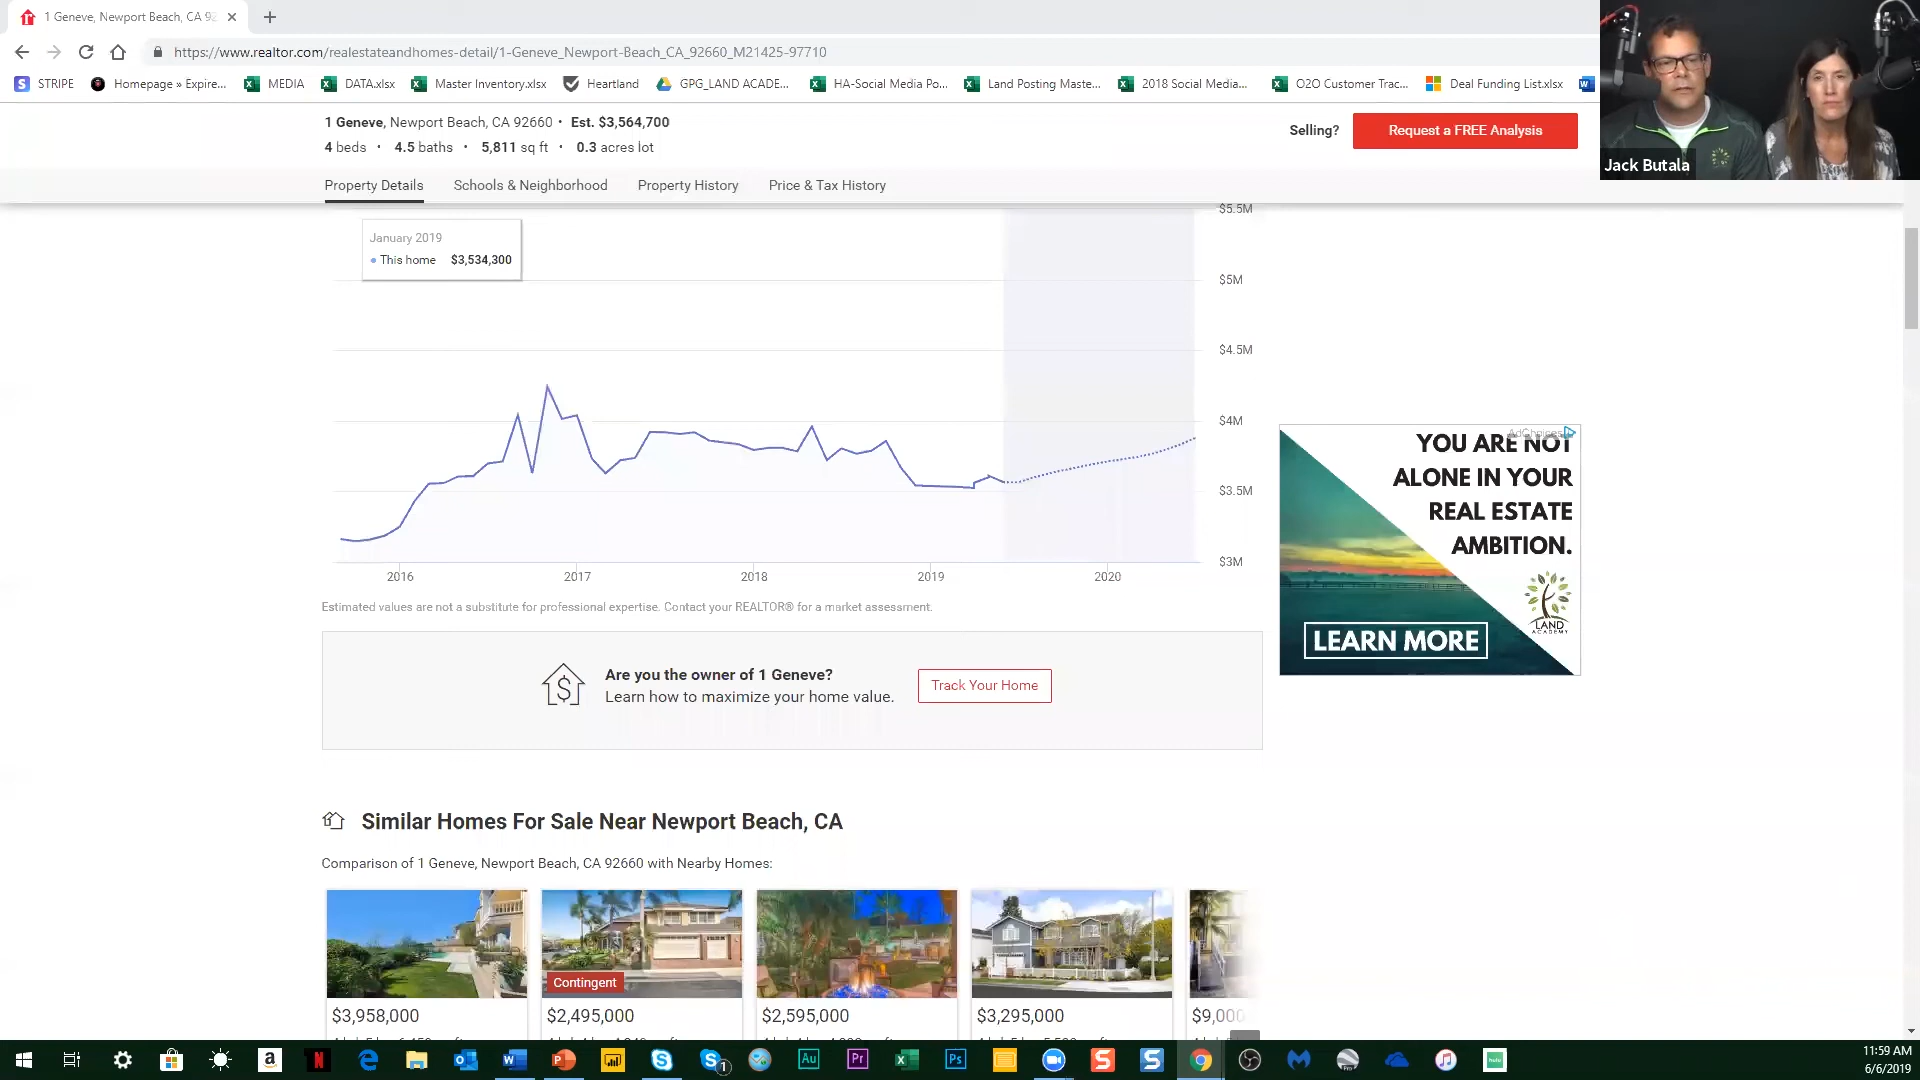 1 Geneve, Newport Beach, CA 92
https://www.realtor.com/realestateandhomes-detail/1-Geneve_Newport-Beach_CA_92660_M21425-97710
STRIPE Homepage » Expire... MEDIA DATA.xlsx Master Inventory.xlsx Heartland GPG_LAND ACADE... HA-Social Media Po... Land Posting Maste... 2018 Social Media... O2O Customer Trac... Deal Funding List.xlsx
Jack Butala
1 Geneve, Newport Beach, CA 92660 • Est. $3,564,700
4 beds • 4.5 baths • 5,811 sq ft • 0.3 acres lot
Selling? Request a FREE Analysis
Property Details Schools & Neighborhood Property History Price & Tax History
January 2019
This home $3,534,300
$5.5M
$5M
$4.5M
$4M
$3.5M
$3M
2016 2017 2018 2019 2020
Estimated values are not a substitute for professional expertise. Contact your REALTOR® for a market assessment.
AdChoices
YOU ARE NOT
ALONE IN YOUR
REAL ESTATE
AMBITION.
LAND
ACADEMY
LEARN MORE
Are you the owner of 1 Geneve?
Learn how to maximize your home value.
Track Your Home
Similar Homes For Sale Near Newport Beach, CA
Comparison of 1 Geneve, Newport Beach, CA 92660 with Nearby Homes:
Contingent
$3,958,000 $2,495,000 $2,595,000 $3,295,000 $9,000
11:59 AM
6/6/2019